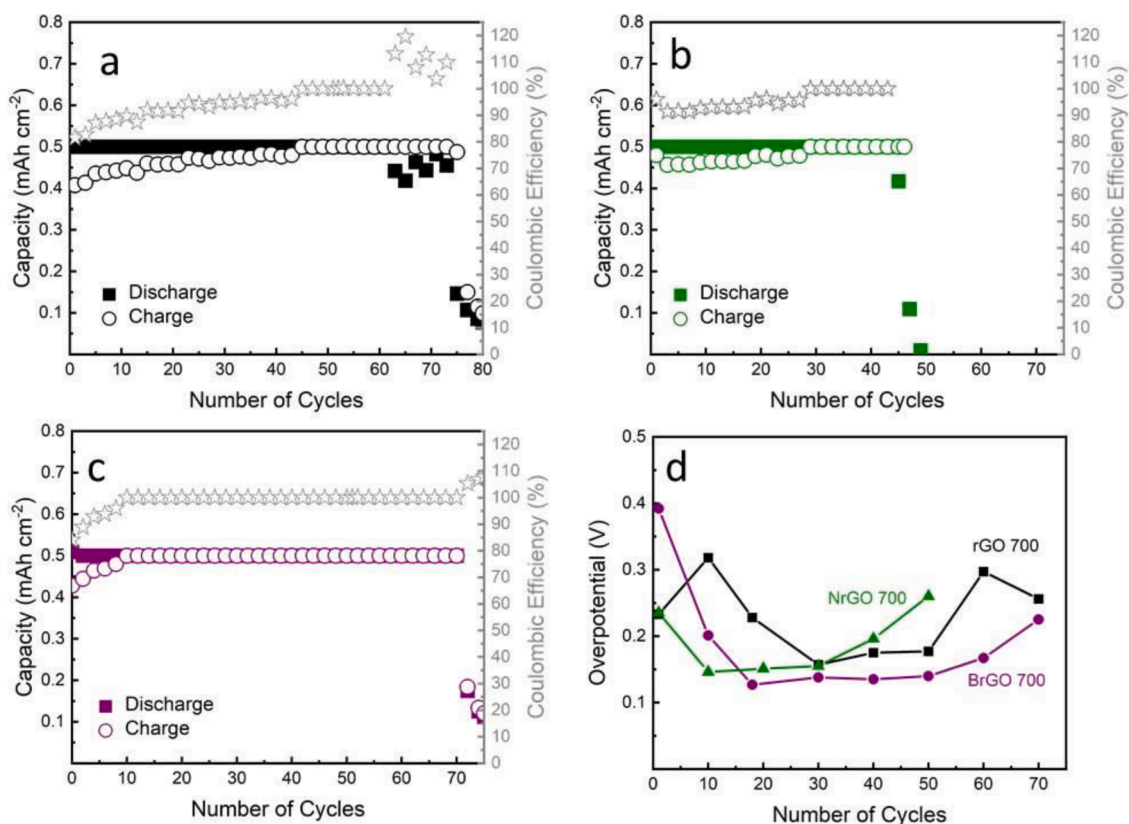 a
Capacity (mAh cm⁻²)
0.8
0.7
0.6
0.5
0.4
0.3
0.2
0.1
Discharge
Charge
0 10 20 30 40 50 60 70 80
Number of Cycles
120
110
100
90
80
70
60
50
40
30
20
10
0
Coulombic Efficiency (%)
b
Capacity (mAh cm⁻²)
0.8
0.7
0.6
0.5
0.4
0.3
0.2
0.1
Discharge
Charge
0 10 20 30 40 50 60 70
Number of Cycles
120
110
100
90
80
70
60
50
40
30
20
10
0
Coulombic Efficiency (%)
c
Capacity (mAh cm⁻²)
0.8
0.7
0.6
0.5
0.4
0.3
0.2
0.1
Discharge
Charge
0 10 20 30 40 50 60 70
Number of Cycles
120
110
100
90
80
70
60
50
40
30
20
10
0
Coulombic Efficiency (%)
d
Overpotential (V)
0.5
0.4
0.3
0.2
0.1
rGO 700
NrGO 700
BrGO 700
0 10 20 30 40 50 60 70
Number of Cycles